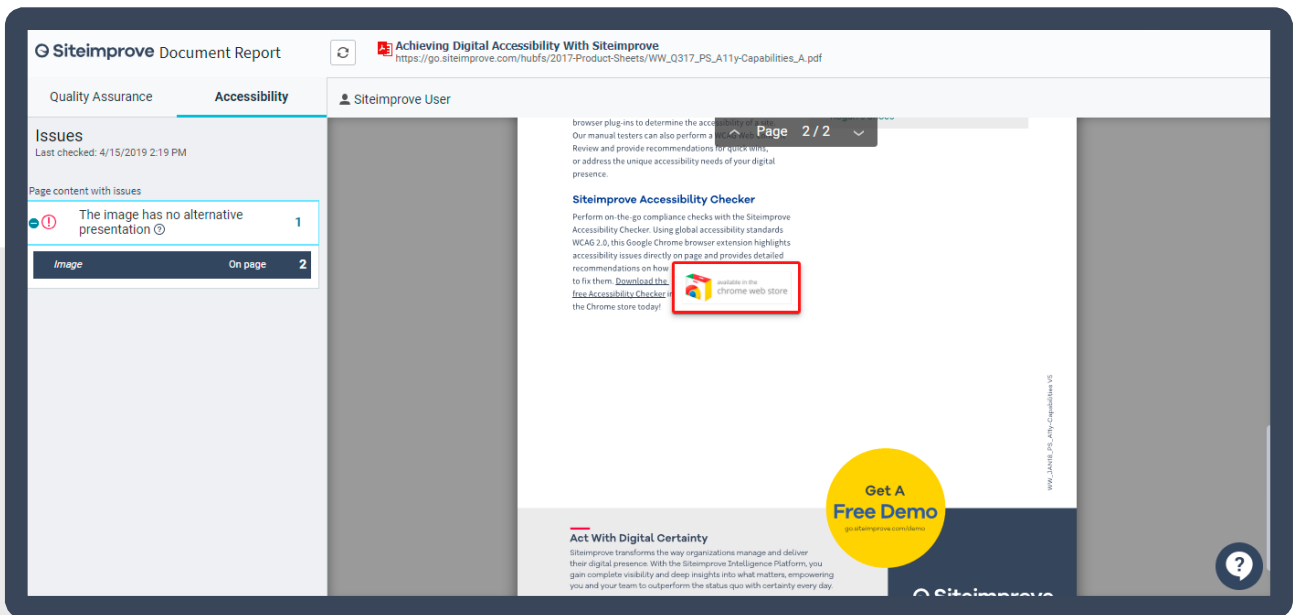 Siteimprove Document Report
Achieving Digital Accessibility With Siteimprove
https://go.siteimprove.com/hubfs/2017-Product-Sheets/WW_Q317_PS_A11y-Capabilities_A.pdf
Quality Assurance
Accessibility
Siteimprove User
Issues
Last checked: 4/15/2019 2:19 PM
Page content with issues
The image has no alternative
presentation
1
Image On page 2
Page 2 / 2
browser plug-ins to determine the accessibility of a site.
Our manual testers can also perform a WCAG Web
Review and provide recommendations for quick wins,
or address the unique accessibility needs of your digital
presence.
Siteimprove Accessibility Checker
Perform on-the-go compliance checks with the Siteimprove
Accessibility Checker. Using global accessibility standards
WCAG 2.0, this Google Chrome browser extension highlights
accessibility issues directly on page and provides detailed
recommendations on how
to fix them. Download the
free Accessibility Checker
the Chrome store today!
available in the
chrome web store
WW_JAN18_PS_A11y-Capabilities V5
Get A
Free Demo
go.siteimprove.com/demo
Act With Digital Certainty
Siteimprove transforms the way organizations manage and deliver
their digital presence. With the Siteimprove Intelligence Platform, you
gain complete visibility and deep insights into what matters, empowering
you and your team to outperform the status quo with certainty every day.
Siteimprove
?